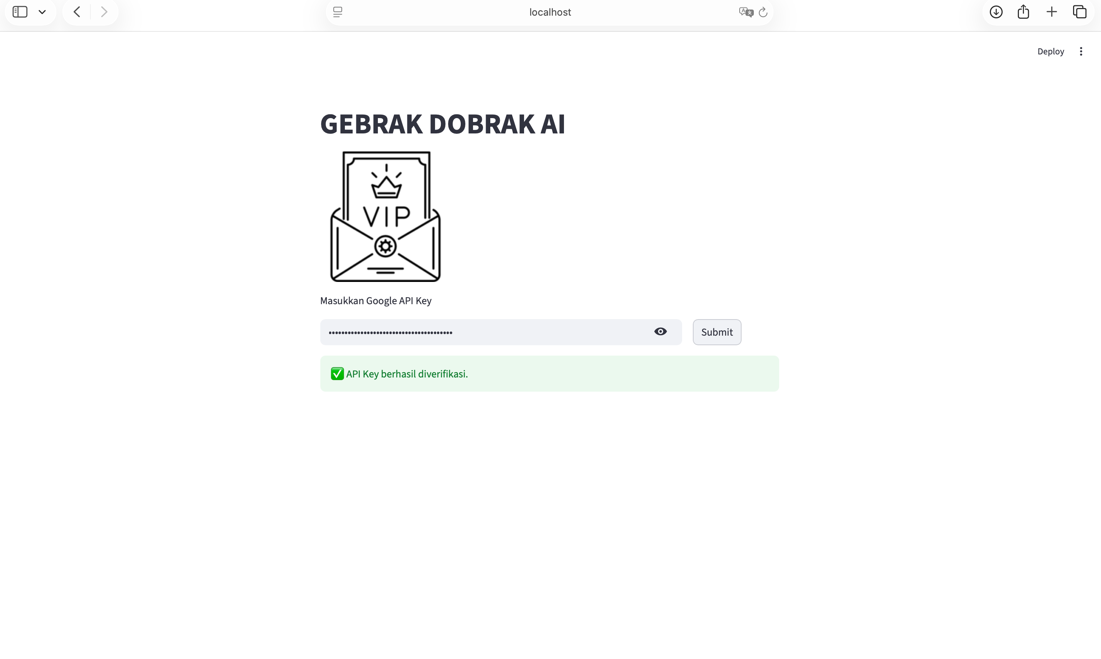 localhost
Deploy
GEBRAK DOBRAK AI
VIP
Masukkan Google API Key
••••••••••••••••••••••••••••••••••••••• Submit
✅ API Key berhasil diverifikasi.